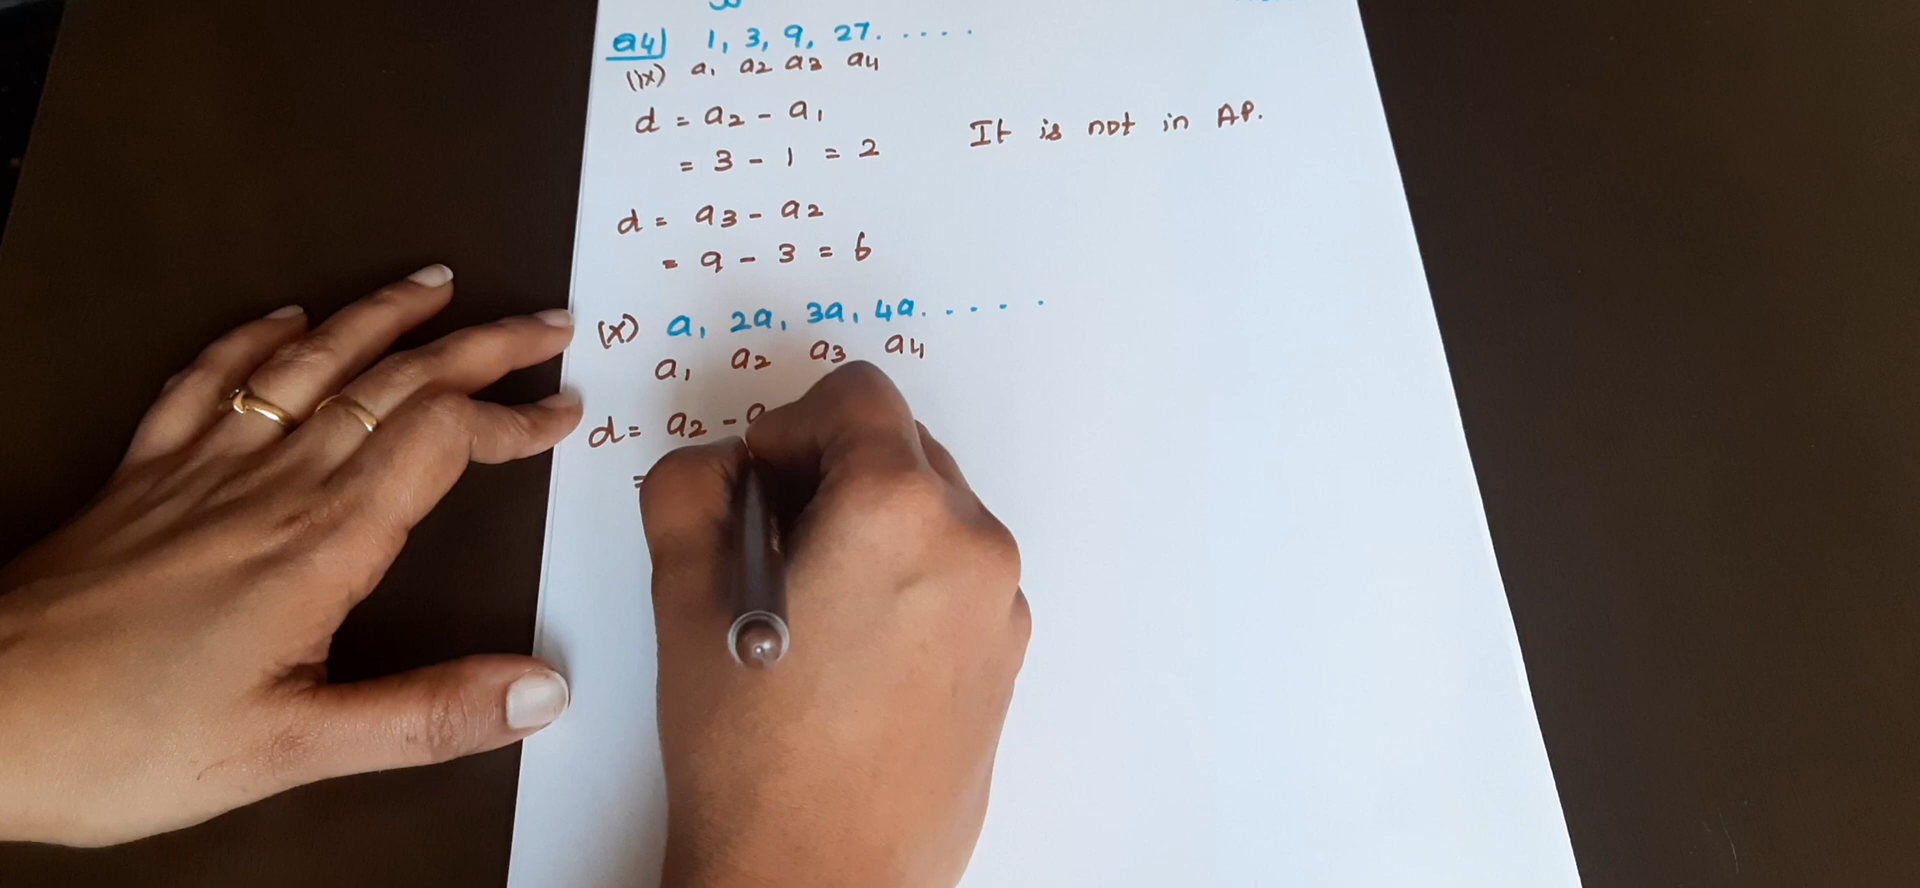 Q4) 1, 3, 9, 27. . . . .
(ix) a1 a2 a3 a4
d = a2 - a1
= 3 - 1 = 2
It is not in AP.
d = a3 - a2
= 9 - 3 = 6
(x) a, 2a, 3a, 4a. . . . .
a1 a2 a3 a4
d = a2 - a
=